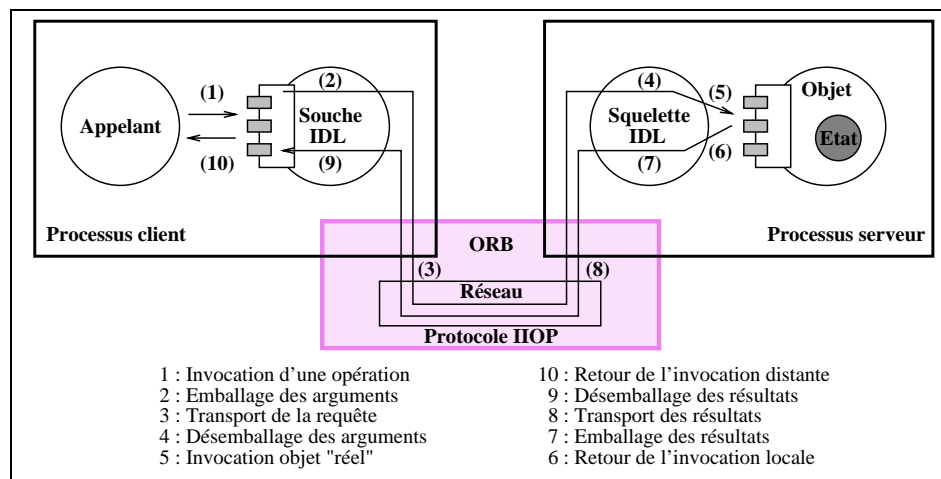 (1)
(2)
(4)
(5)
Appelant
Souche
IDL
Squelette
IDL
Objet
Etat
(10)
(9)
(7)
(6)
Processus client
Processus serveur
ORB
(3)
(8)
Réseau
Protocole IIOP
1 : Invocation d'une opération
2 : Emballage des arguments
3 : Transport de la requête
4 : Désemballage des arguments
5 : Invocation objet "réel"
10 : Retour de l'invocation distante
9 : Désemballage des résultats
8 : Transport des résultats
7 : Emballage des résultats
6 : Retour de l'invocation locale